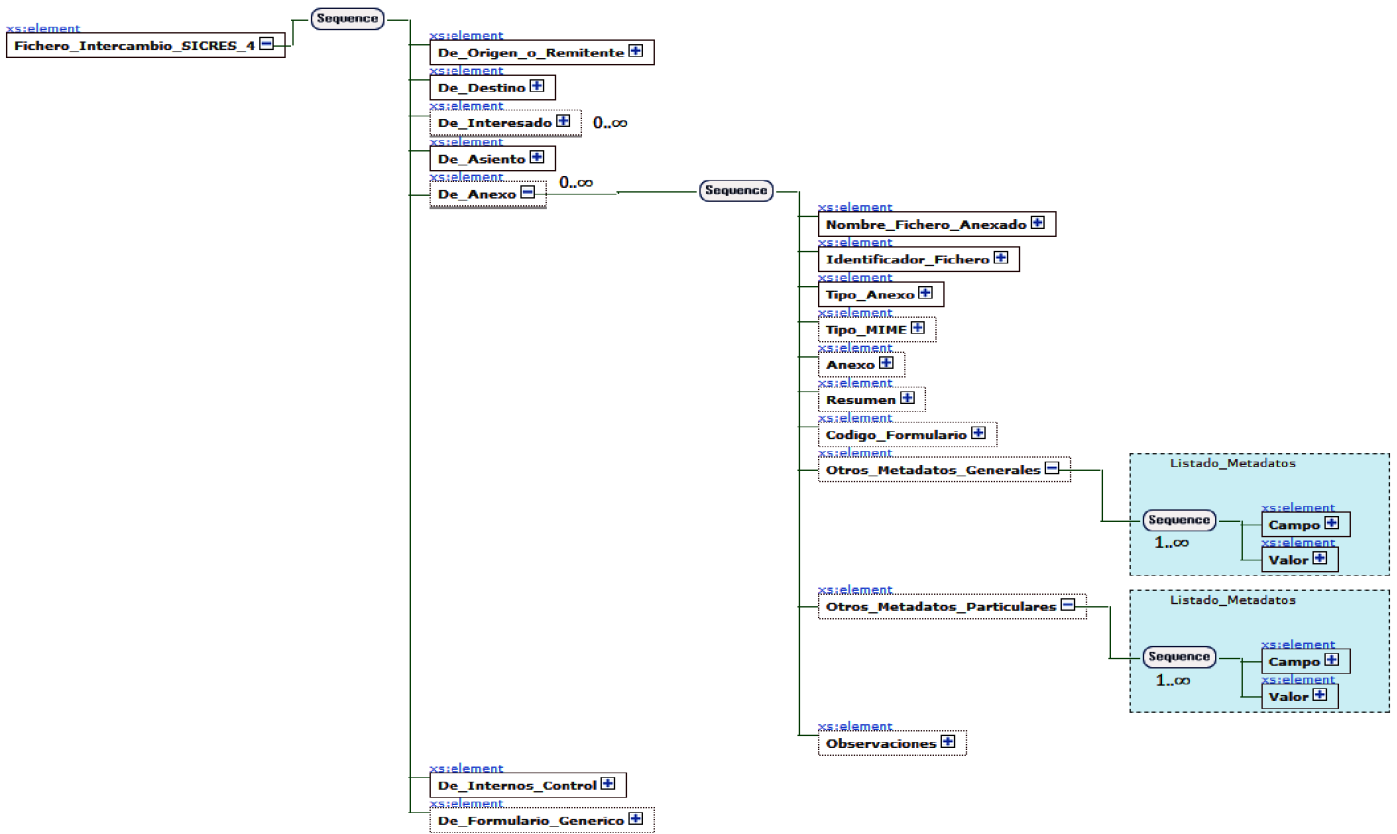 Sequence
xs:element
Fichero_Intercambio_SICRES_4
xs:element
De_Origen_o_Remitente
xs:element
De_Destino
xs:element
De_Interesado 0..∞
xs:element
De_Asiento
xs:element
De_Anexo 0..∞
Sequence
xs:element
Nombre_Fichero_Anexado
xs:element
Identificador_Fichero
xs:element
Tipo_Anexo
xs:element
Tipo_MIME
xs:element
Anexo
xs:element
Resumen
xs:element
Codigo_Formulario
xs:element
Otros_Metadatos_Generales
Listado_Metadatos
Sequence
1..∞
xs:element
Campo
xs:element
Valor
xs:element
Otros_Metadatos_Particulares
Listado_Metadatos
Sequence
1..∞
xs:element
Campo
xs:element
Valor
xs:element
Observaciones
xs:element
De_Internos_Control
xs:element
De_Formulario_Generico